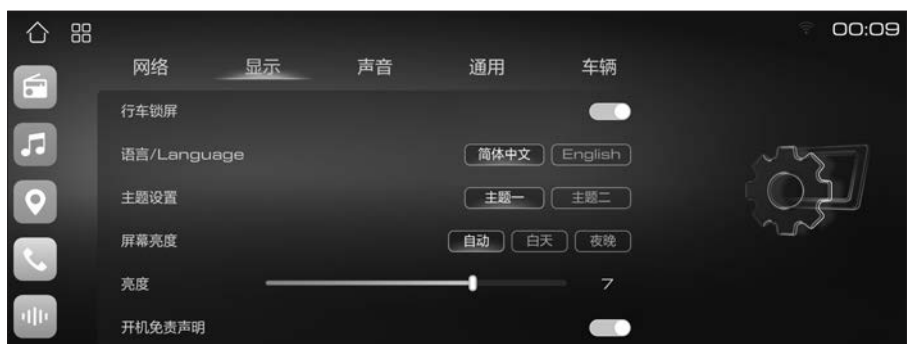 00:09
网络 显示 声音 通用 车辆
行车锁屏
语言/Language 简体中文 English
主题设置 主题一 主题二
屏幕亮度 自动 白天 夜晚
亮度 7
开机免责声明